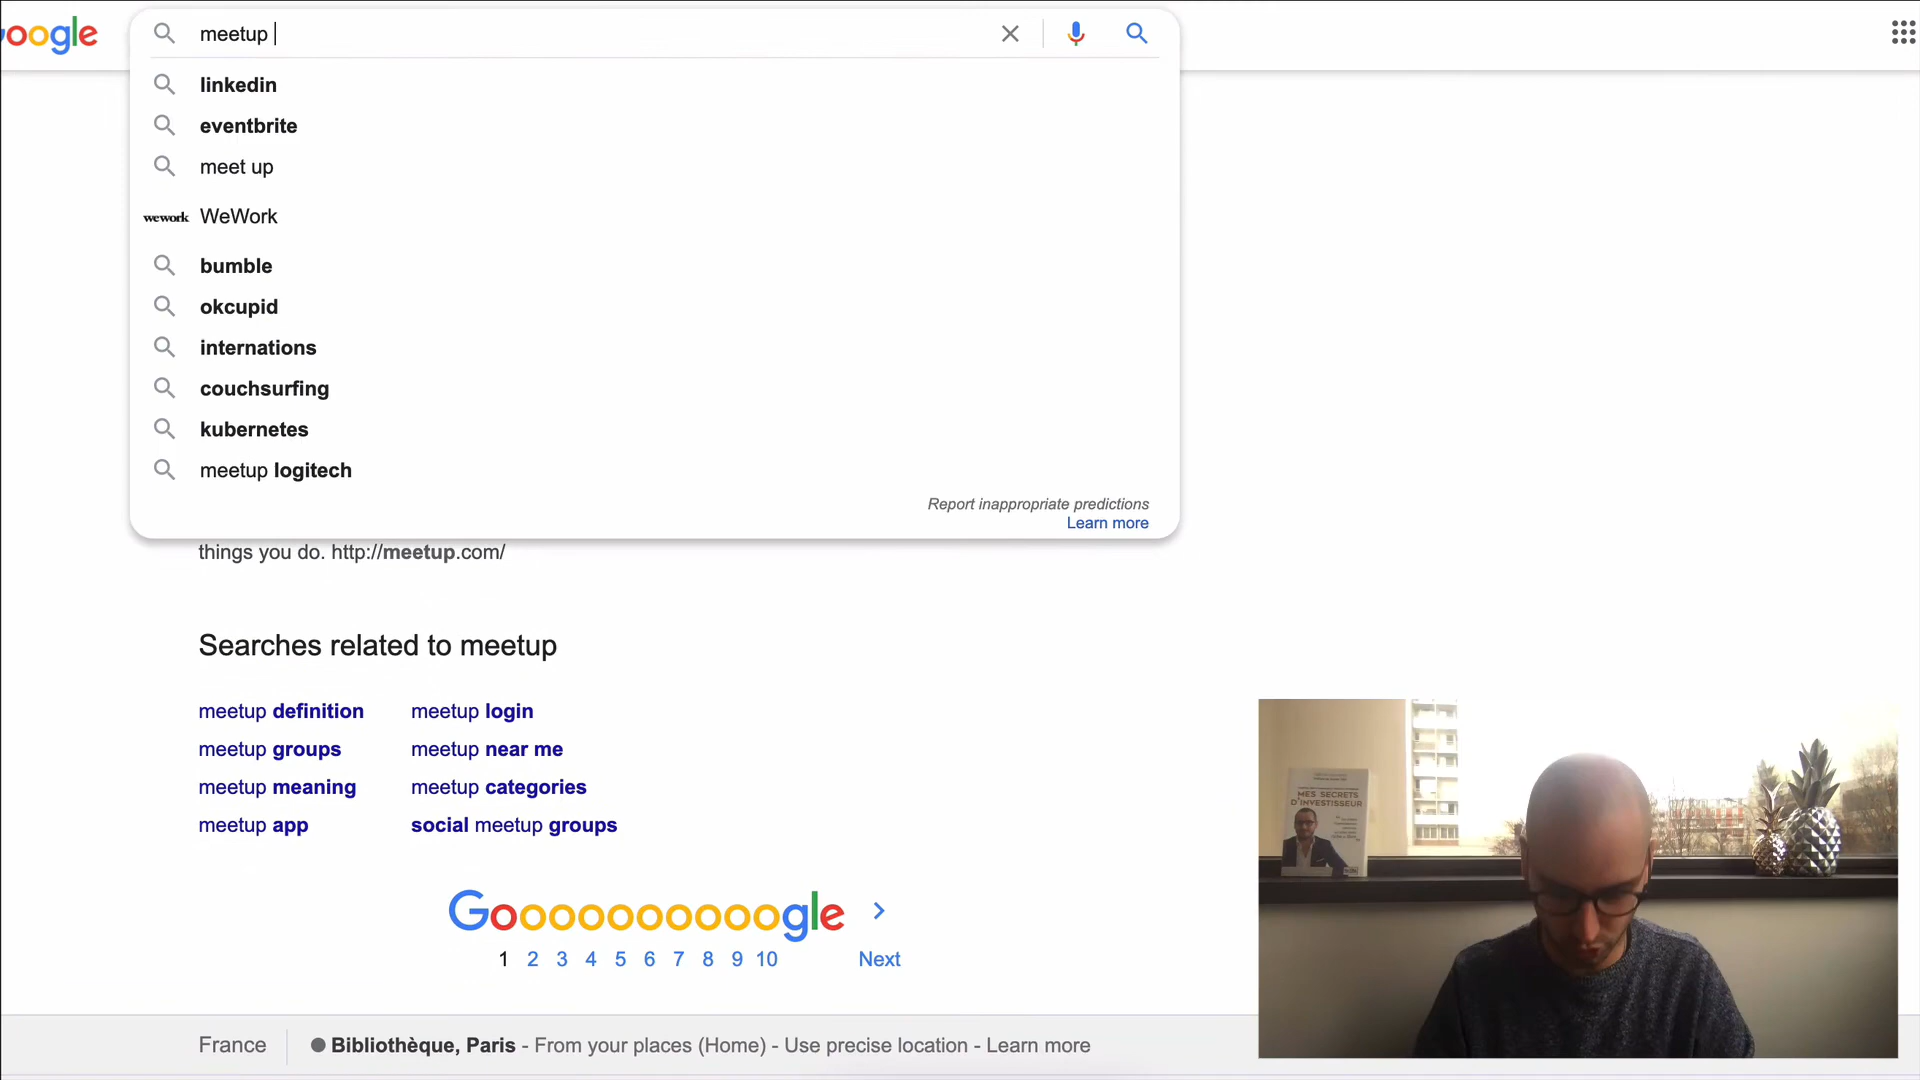 oogle
meetup
linkedin
eventbrite
meet up
wework WeWork
bumble
okcupid
internations
couchsurfing
kubernetes
meetup logitech
Report inappropriate predictions
Learn more
things you do. http://meetup.com/
Searches related to meetup
meetup definition
meetup login
meetup groups
meetup near me
meetup meaning
meetup categories
meetup app
social meetup groups
Goooooooooogle
1 2 3 4 5 6 7 8 9 10 Next
France
Bibliothèque, Paris - From your places (Home) - Use precise location - Learn more
MES SECRETS
D'INVESTISSEUR